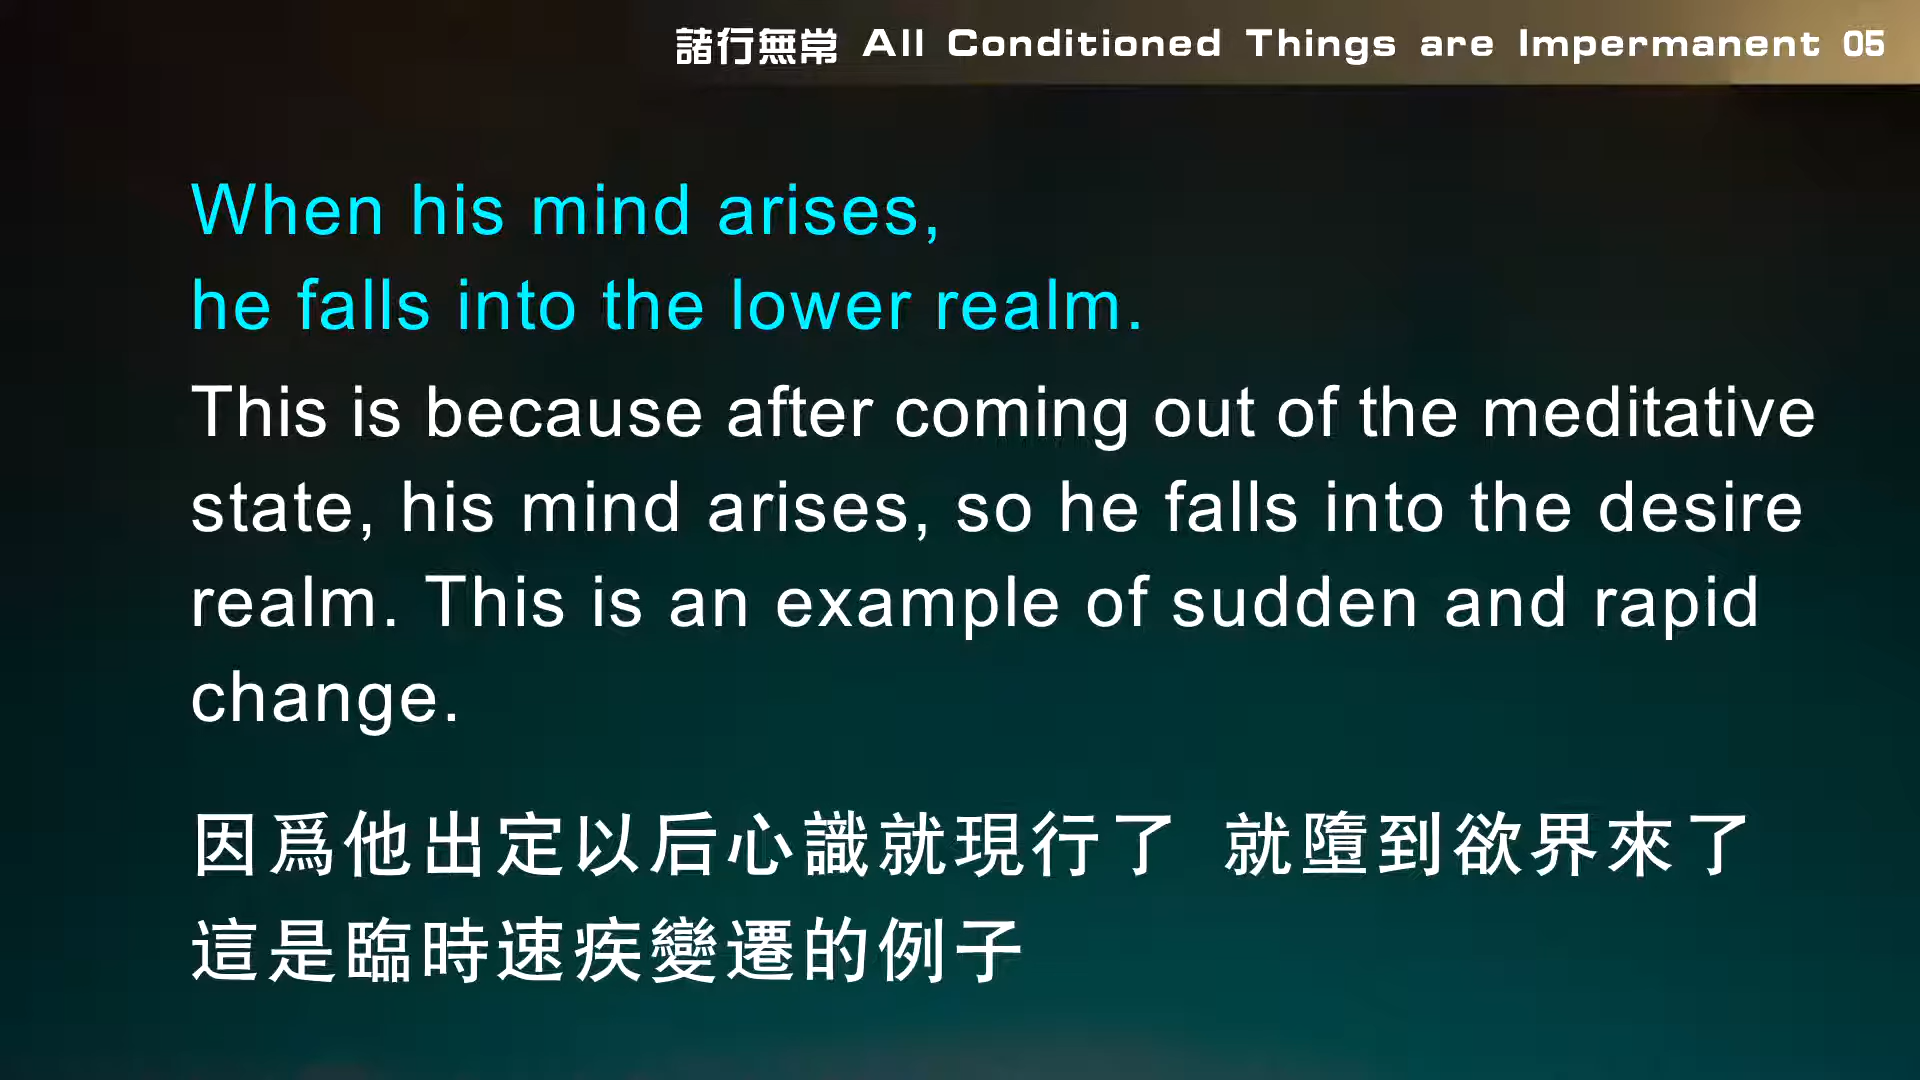 諸行無常 All Conditioned Things are Impermanent 05
When his mind arises,
he falls into the lower realm.
This is because after coming out of the meditative
state, his mind arises, so he falls into the desire
realm. This is an example of sudden and rapid
change.
因爲他出定以后心識就現行了 就墮到欲界來了
這是臨時速疾變遷的例子